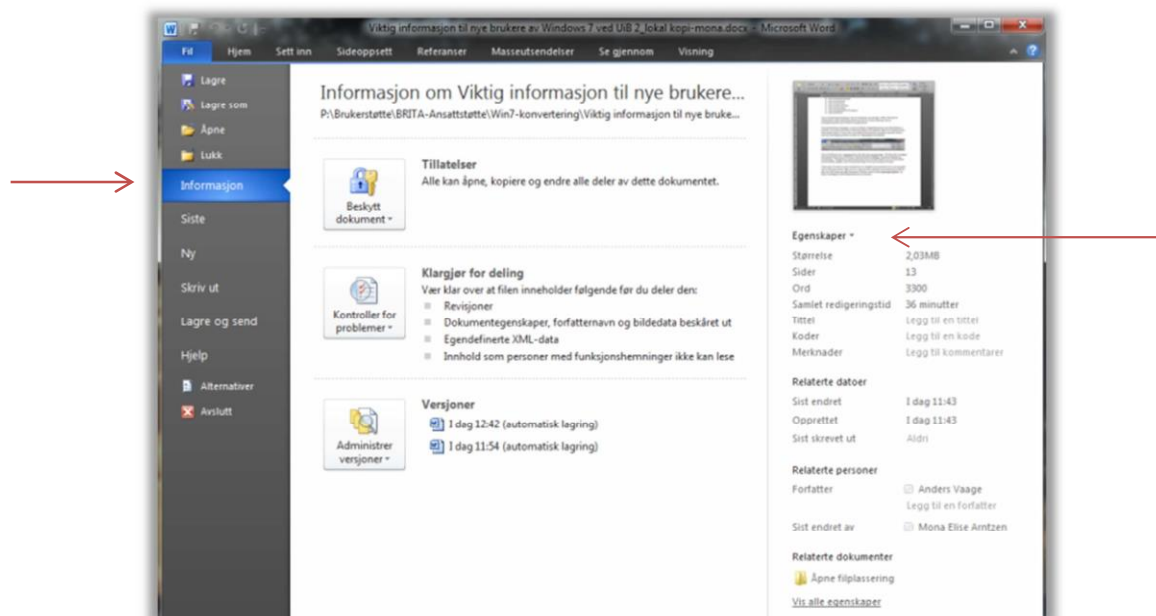 Viktig informasjon til nye brukere av Windows 7 ved UiB 2_lokal kopi-mona.docx - Microsoft Word
Fil Hjem Sett inn Sideoppsett Referanser Masseutsendelser Se gjennom Visning
Lagre
Lagre som
Åpne
Lukk
Informasjon
Siste
Ny
Skriv ut
Lagre og send
Hjelp
Alternativer
Avslutt
Informasjon om Viktig informasjon til nye brukere...
P:\Brukerstøtte\BRITA-Ansattstøtte\Win7-konvertering\Viktig informasjon til nye bruke...
Beskytt
dokument
Tillatelser
Alle kan åpne, kopiere og endre alle deler av dette dokumentet.
Kontroller for
problemer
Klargjør for deling
Vær klar over at filen inneholder følgende før du deler den:
Revisjoner
Dokumentegenskaper, forfatternavn og bildedata beskåret ut
Egendefinerte XML-data
Innhold som personer med funksjonshemninger ikke kan lese
Administrer
versjoner
Versjoner
I dag 12:42 (automatisk lagring)
I dag 11:54 (automatisk lagring)
Egenskaper
Størrelse 2,03MB
Sider 13
Ord 3300
Samlet redigeringstid 36 minutter
Tittel Legg til en tittel
Koder Legg til en kode
Merknader Legg til kommentarer
Relaterte datoer
Sist endret I dag 11:43
Opprettet I dag 11:43
Sist skrevet ut Aldri
Relaterte personer
Forfatter Anders Vaage
Legg til en forfatter
Sist endret av Mona Elise Arntzen
Relaterte dokumenter
Åpne filplassering
Vis alle egenskaper